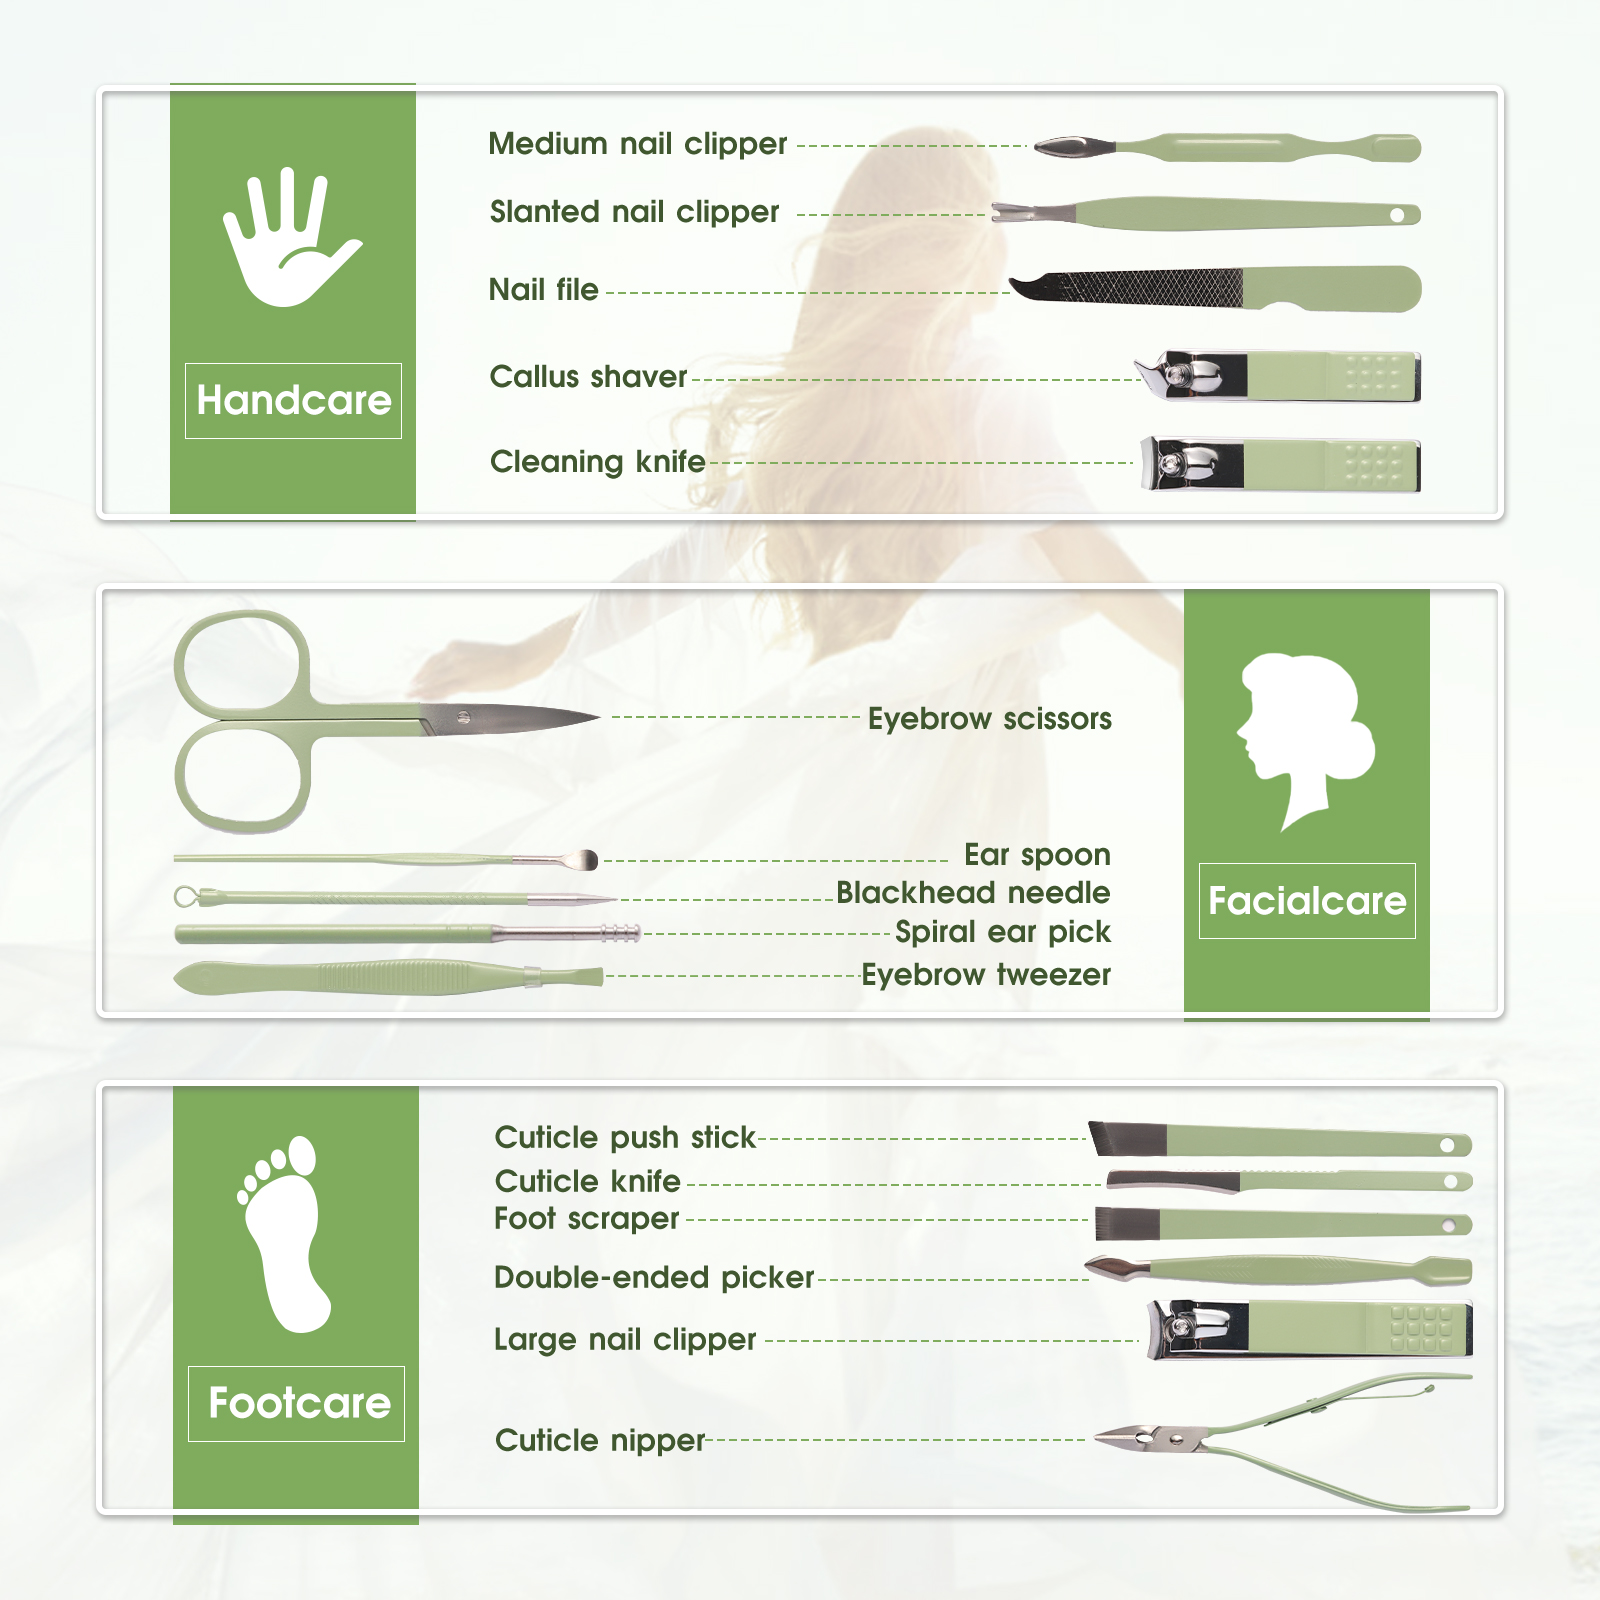 Handcare
Medium nail clipper
Slanted nail clipper
Nail file
Callus shaver
Cleaning knife
Eyebrow scissors
Ear spoon
Blackhead needle
Spiral ear pick
Eyebrow tweezer
Facialcare
Footcare
Cuticle push stick
Cuticle knife
Foot scraper
Double-ended picker
Large nail clipper
Cuticle nipper